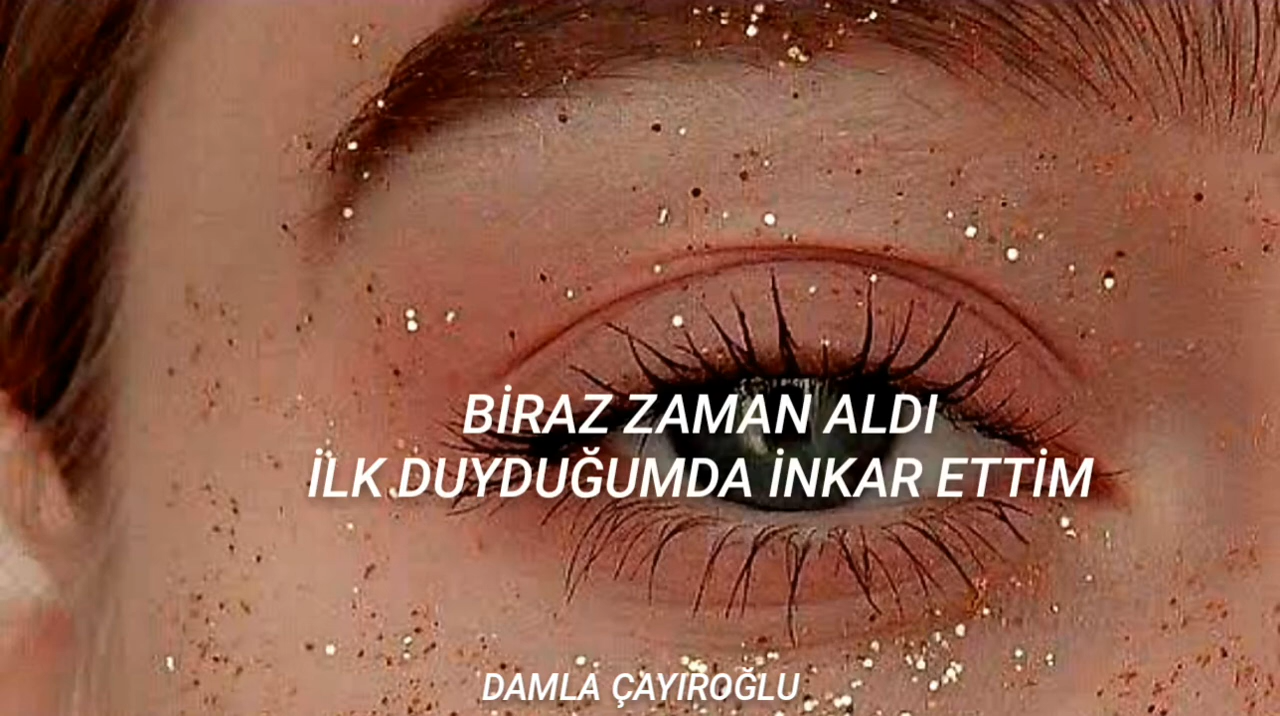 BİRAZ ZAMAN ALDI
İLK DUYDUĞUMDA İNKAR ETTİM
DAMLA ÇAYIROĞLU